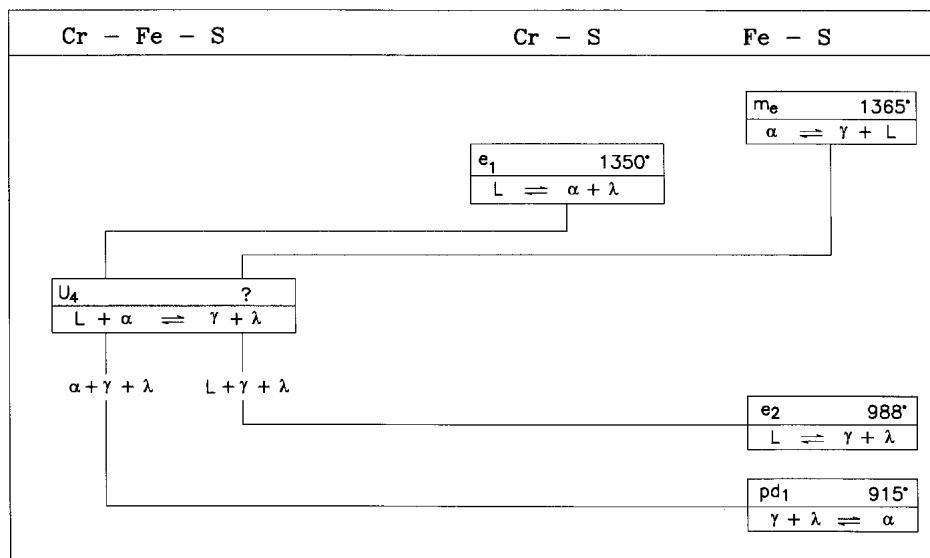 Cr – Fe – S    Cr – S    Fe – S
mₑ    1365°
α ⇌ γ + L
e₁    1350°
L ⇌ α + λ
U₄    ?
L + α ⇌ γ + λ
α + γ + λ    L + γ + λ
e₂    988°
L ⇌ γ + λ
pd₁    915°
γ + λ ⇌ α